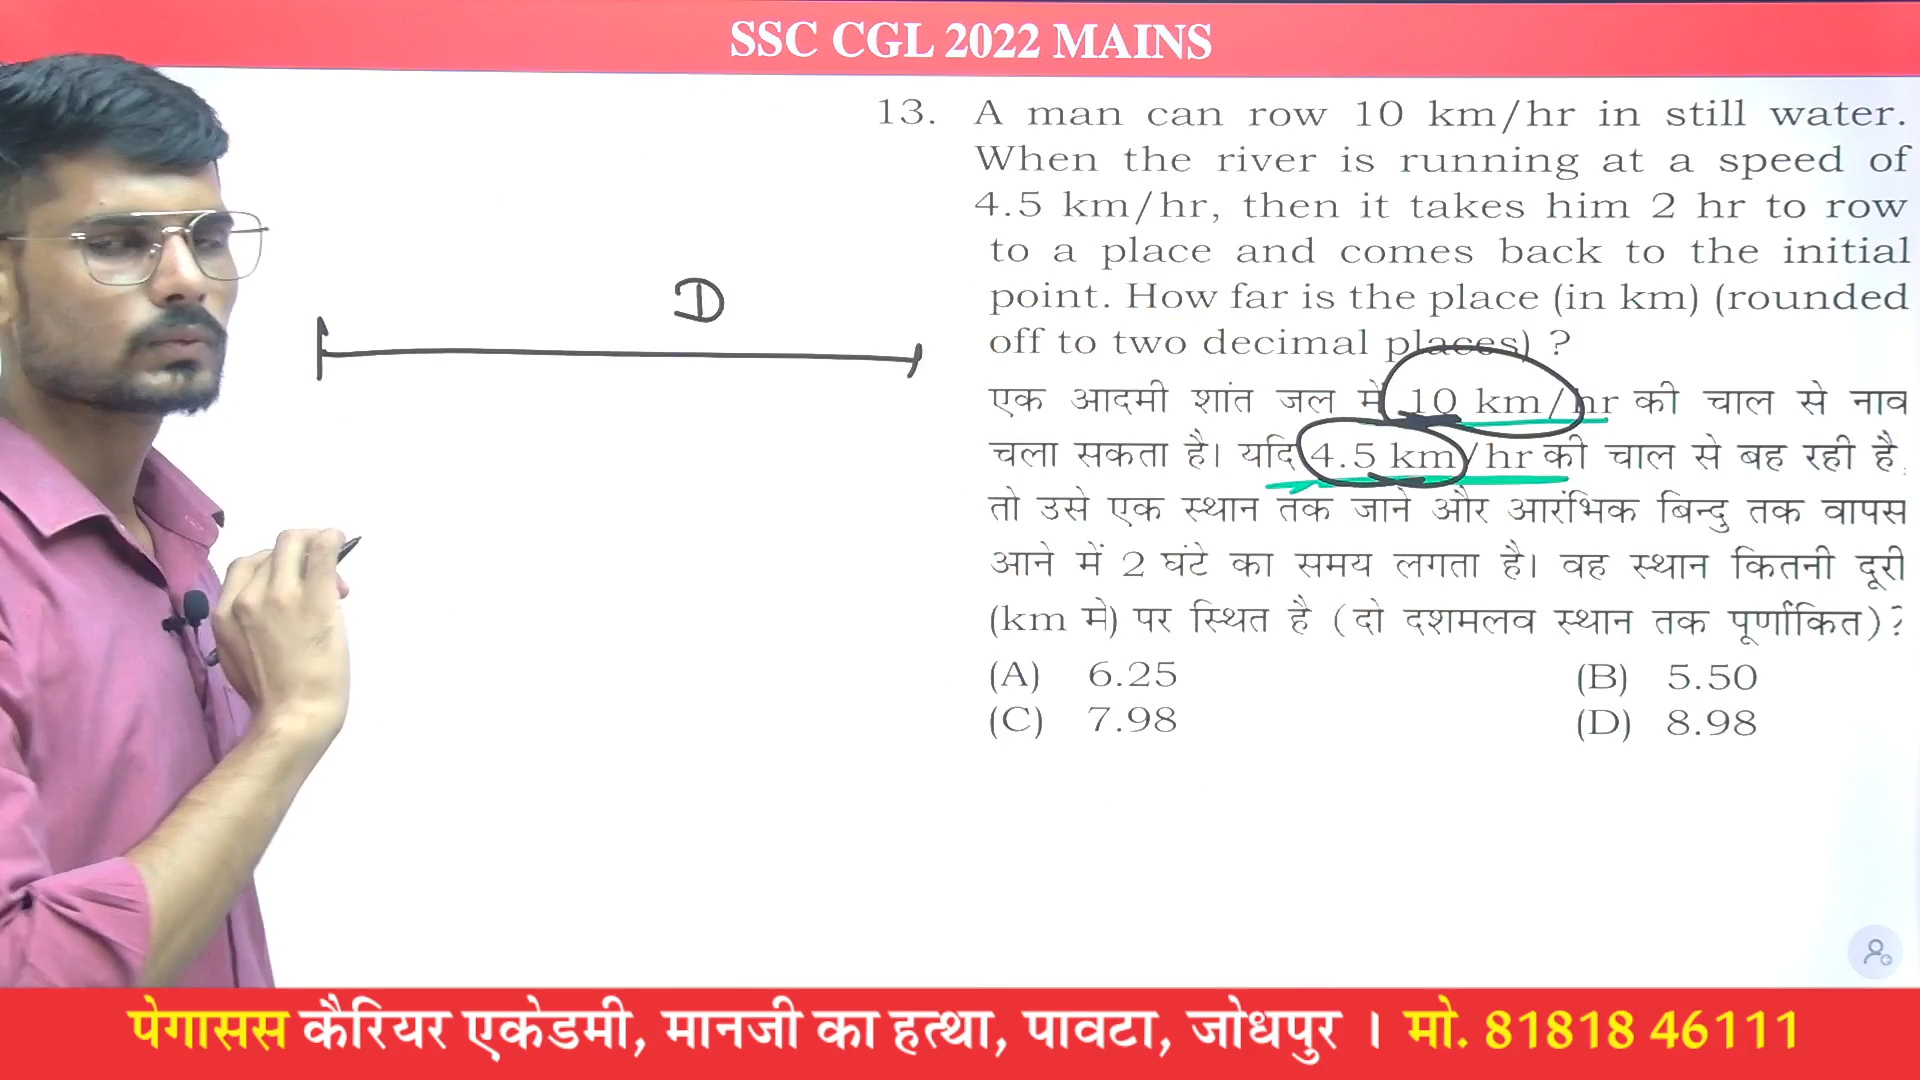 SSC CGL 2022 MAINS
13. A man can row 10 km/hr in still water.
When the river is running at a speed of
4.5 km/hr, then it takes him 2 hr to row
to a place and comes back to the initial
point. How far is the place (in km) (rounded
off to two decimal places) ?
एक आदमी शांत जल में 10 km/hr की चाल से नाव
चला सकता है। यदि 4.5 km/hr की चाल से बह रही है,
तो उसे एक स्थान तक जाने और आरंभिक बिन्दु तक वापस
आने में 2 घंटे का समय लगता है। वह स्थान कितनी दूरी
(km मे) पर स्थित है (दो दशमलव स्थान तक पूर्णांकित)?
(A) 6.25 (B) 5.50
(C) 7.98 (D) 8.98
D
पेगासस कैरियर एकेडमी, मानजी का हत्था, पावटा, जोधपुर । मो. 81818 46111